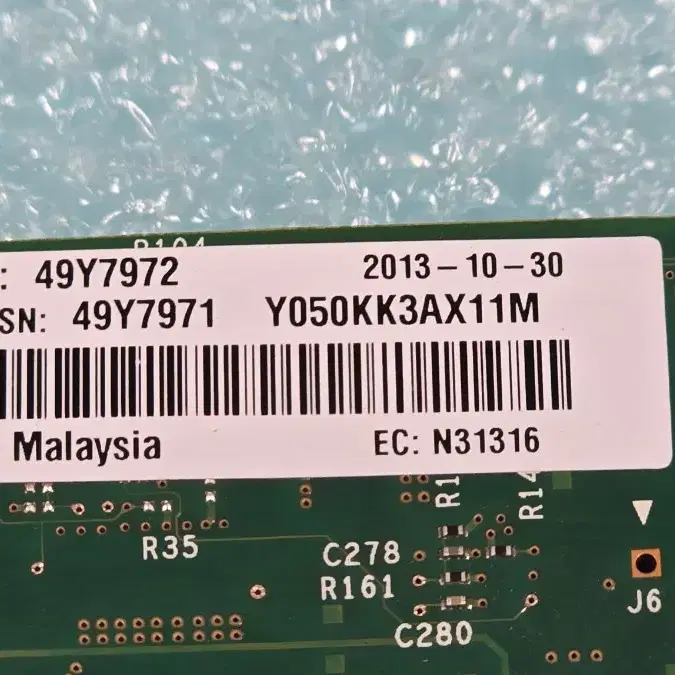 : 49Y7972 2013-10-30
SN: 49Y7971 Y050KK3AX11M
Malaysia EC: N31316
R35
C278
R161
C280
J6